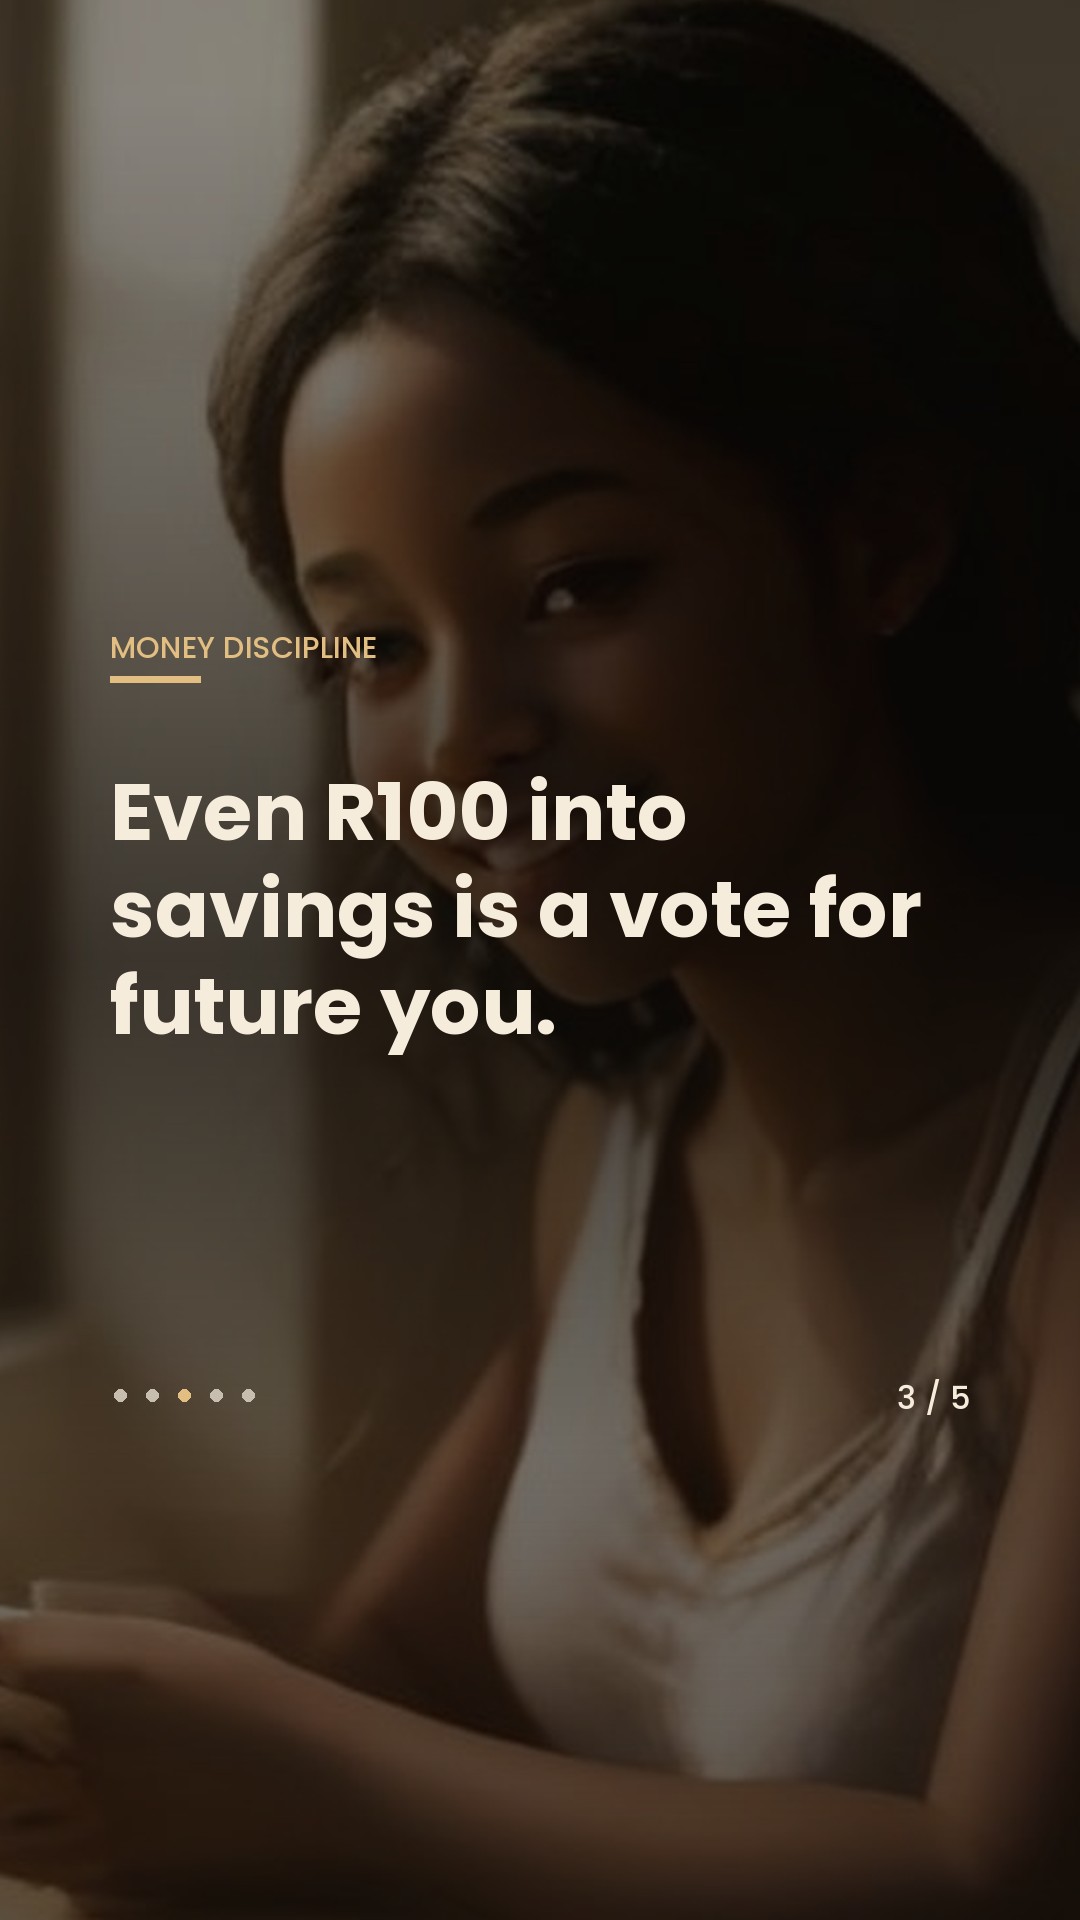 MONEY DISCIPLINE
Even R100 into
savings is a vote for
future you.
3 / 5